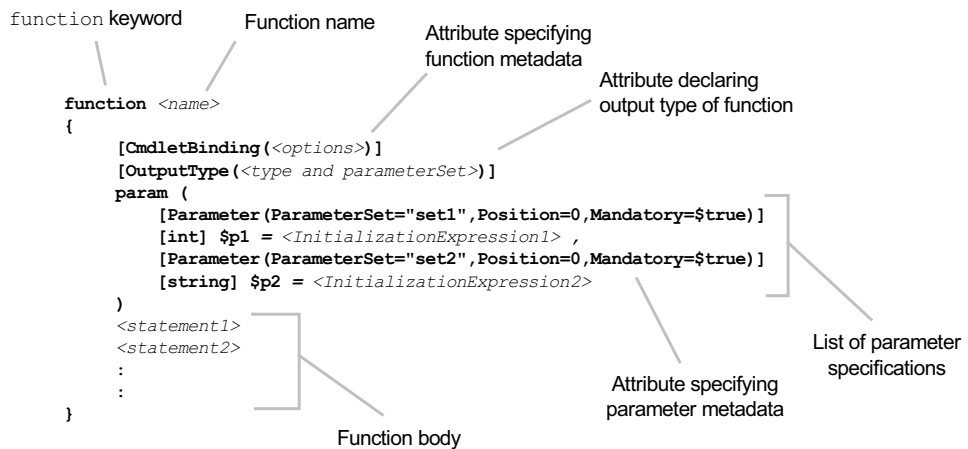 function keyword
Function name
Attribute specifying
function metadata
Attribute declaring
output type of function
function <name>
{
[CmdletBinding(<options>)]
[OutputType(<type and parameterSet>)]
param (
[Parameter(ParameterSet="set1",Position=0,Mandatory=$true)]
[int] $p1 = <InitializationExpression1> ,
[Parameter(ParameterSet="set2",Position=0,Mandatory=$true)]
[string] $p2 = <InitializationExpression2>
)
<statement1>
<statement2>
:
:
}
List of parameter
specifications
Attribute specifying
parameter metadata
Function body